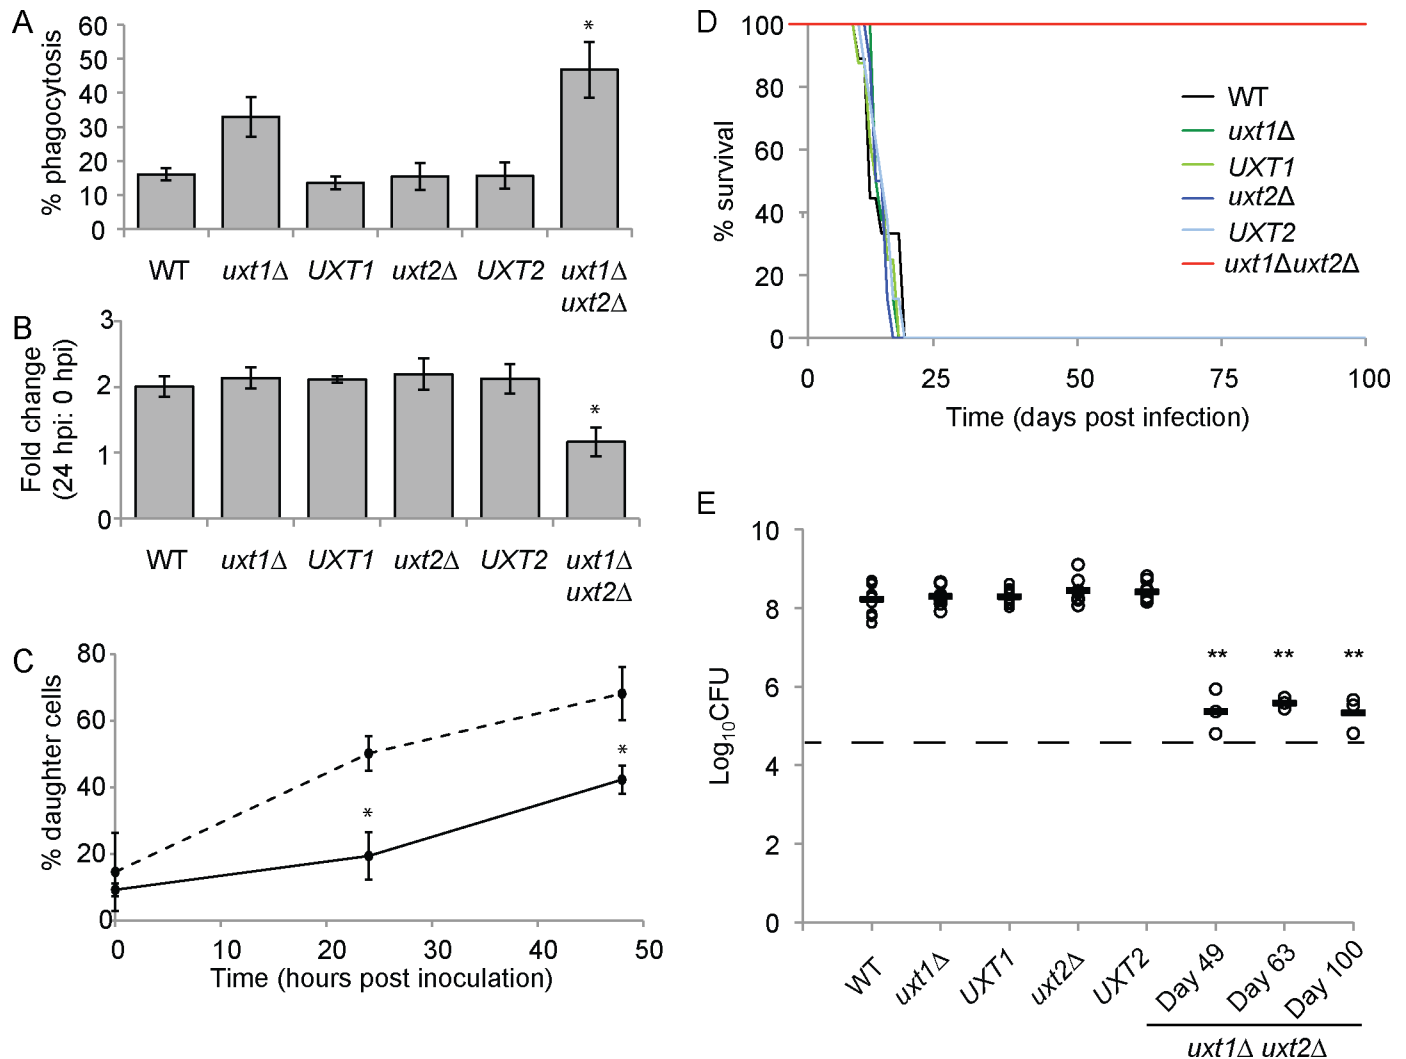 A
% phagocytosis
60
50
40
30
20
10
0
*
WT
uxt1Δ
UXT1
uxt2Δ
UXT2
uxt1Δ
uxt2Δ
B
Fold change
(24 hpi: 0 hpi)
3
2
1
0
*
WT
uxt1Δ
UXT1
uxt2Δ
UXT2
uxt1Δ
uxt2Δ
C
% daughter cells
80
60
40
20
0
*
*
0 10 20 30 40 50
Time (hours post inoculation)
D
% survival
100
80
60
40
20
0
WT
uxt1Δ
UXT1
uxt2Δ
UXT2
uxt1Δuxt2Δ
0 25 50 75 100
Time (days post infection)
E
Log10CFU
10
8
6
4
2
0
** ** **
WT
uxt1Δ
UXT1
uxt2Δ
UXT2
Day 49
Day 63
Day 100
uxt1Δ uxt2Δ